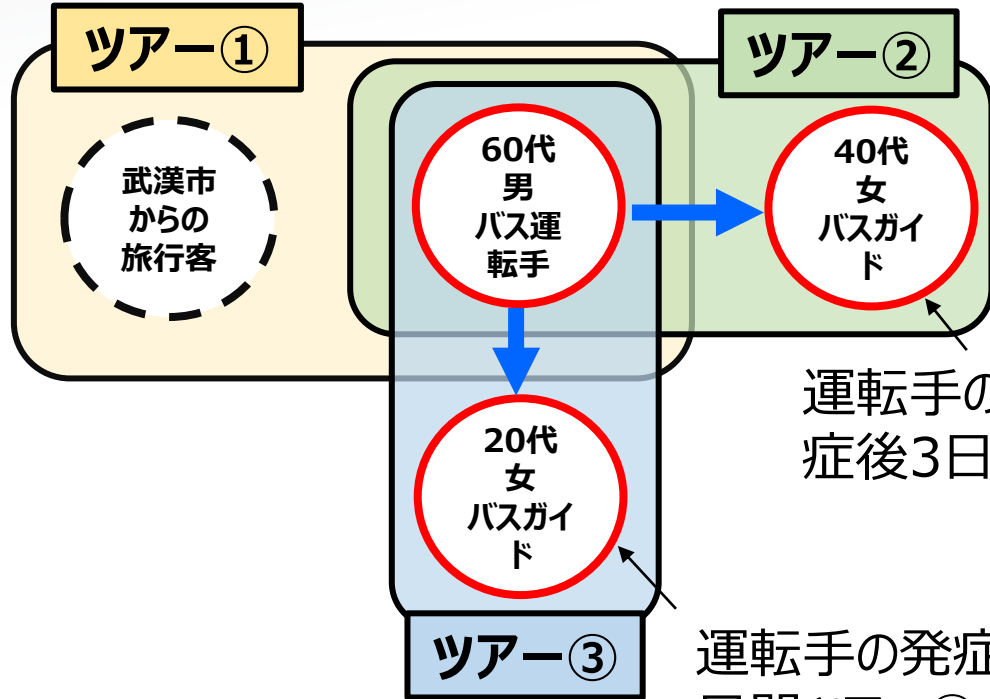 ツアー①
ツアー②
武漢市
からの
旅行客
60代
男
バス運
転手
40代
女
バスガイ
ド
運転手の
症後3日
20代
女
バスガイ
ド
ツアー③
運転手の発症